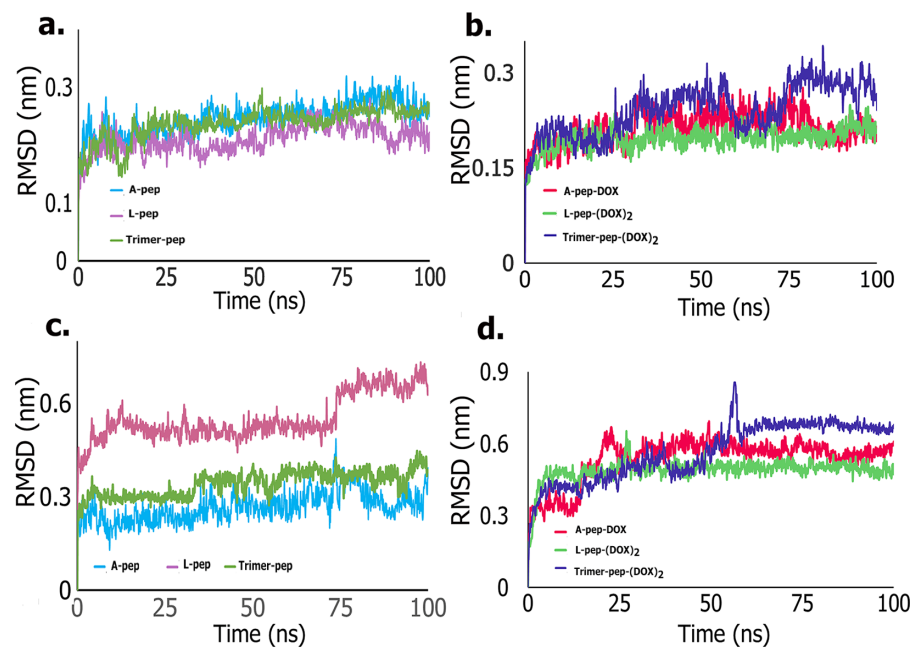 a.
RMSD (nm)
0.3
0.1
0
A-pep
L-pep
Trimer-pep
0 25 50 75 100
Time (ns)
b.
RMSD (nm)
0.3
0.15
0
A-pep-DOX
L-pep-(DOX)2
Trimer-pep-(DOX)2
0 25 50 75 100
Time (ns)
c.
RMSD (nm)
0.6
0.3
0
A-pep L-pep Trimer-pep
0 25 50 75 100
Time (ns)
d.
RMSD (nm)
0.9
0.6
0.3
0
A-pep-DOX
L-pep-(DOX)2
Trimer-pep-(DOX)2
0 25 50 75 100
Time (ns)